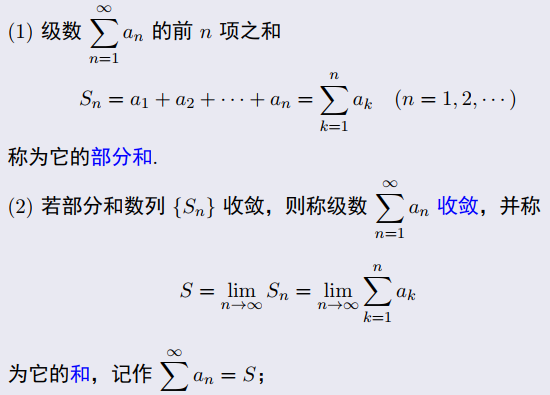 (1) 级数 $\sum_{n=1}^{\infty} a_n$ 的前 $n$ 项之和
$S_n = a_1 + a_2 + \cdots + a_n = \sum_{k=1}^{n} a_k \quad (n = 1, 2, \cdots)$
称为它的部分和.
(2) 若部分和数列 $\{S_n\}$ 收敛，则称级数 $\sum_{n=1}^{\infty} a_n$ 收敛，并称
$S = \lim_{n \to \infty} S_n = \lim_{n \to \infty} \sum_{k=1}^{n} a_k$
为它的和，记作 $\sum_{n=1}^{\infty} a_n = S$；